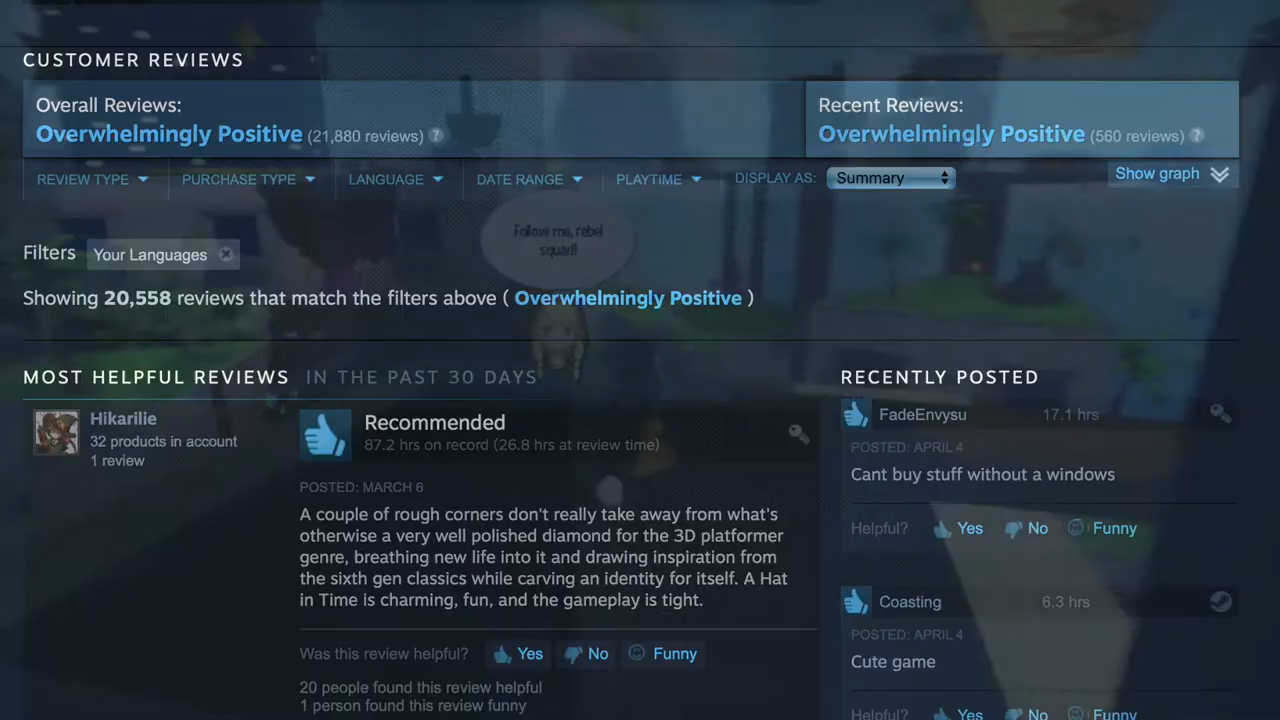 CUSTOMER REVIEWS
Overall Reviews:
Overwhelmingly Positive (21,880 reviews) ?
Recent Reviews:
Overwhelmingly Positive (560 reviews) ?
REVIEW TYPE PURCHASE TYPE LANGUAGE DATE RANGE PLAYTIME DISPLAY AS: Summary Show graph
Follow me, rebel
squad!
Filters Your Languages
Showing 20,558 reviews that match the filters above ( Overwhelmingly Positive )
MOST HELPFUL REVIEWS IN THE PAST 30 DAYS
Hikarilie
32 products in account
1 review
Recommended
87.2 hrs on record (26.8 hrs at review time)
POSTED: MARCH 6
A couple of rough corners don't really take away from what's
otherwise a very well polished diamond for the 3D platformer
genre, breathing new life into it and drawing inspiration from
the sixth gen classics while carving an identity for itself. A Hat
in Time is charming, fun, and the gameplay is tight.
Was this review helpful? Yes No Funny
20 people found this review helpful
1 person found this review funny
RECENTLY POSTED
FadeEnvysu 17.1 hrs
POSTED: APRIL 4
Cant buy stuff without a windows
Helpful? Yes No Funny
Coasting 6.3 hrs
POSTED: APRIL 4
Cute game
Helpful? Yes No Funny